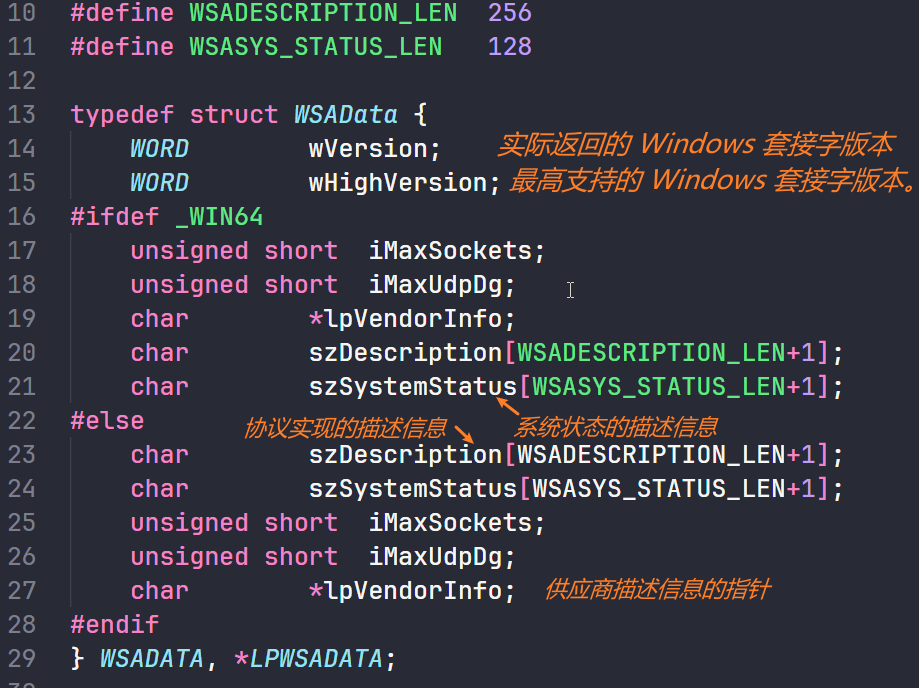 10 #define WSADESCRIPTION_LEN 256
11 #define WSASYS_STATUS_LEN 128
12
13 typedef struct WSAData {
14 WORD wVersion; 实际返回的 Windows 套接字版本
15 WORD wHighVersion; 最高支持的 Windows 套接字版本。
16 #ifdef _WIN64
17 unsigned short iMaxSockets;
18 unsigned short iMaxUdpDg;
19 char *lpVendorInfo;
20 char szDescription[WSADESCRIPTION_LEN+1];
21 char szSystemStatus[WSASYS_STATUS_LEN+1];
22 #else 协议实现的描述信息 系统状态的描述信息
23 char szDescription[WSADESCRIPTION_LEN+1];
24 char szSystemStatus[WSASYS_STATUS_LEN+1];
25 unsigned short iMaxSockets;
26 unsigned short iMaxUdpDg;
27 char *lpVendorInfo; 供应商描述信息的指针
28 #endif
29 } WSADATA, *LPWSADATA;